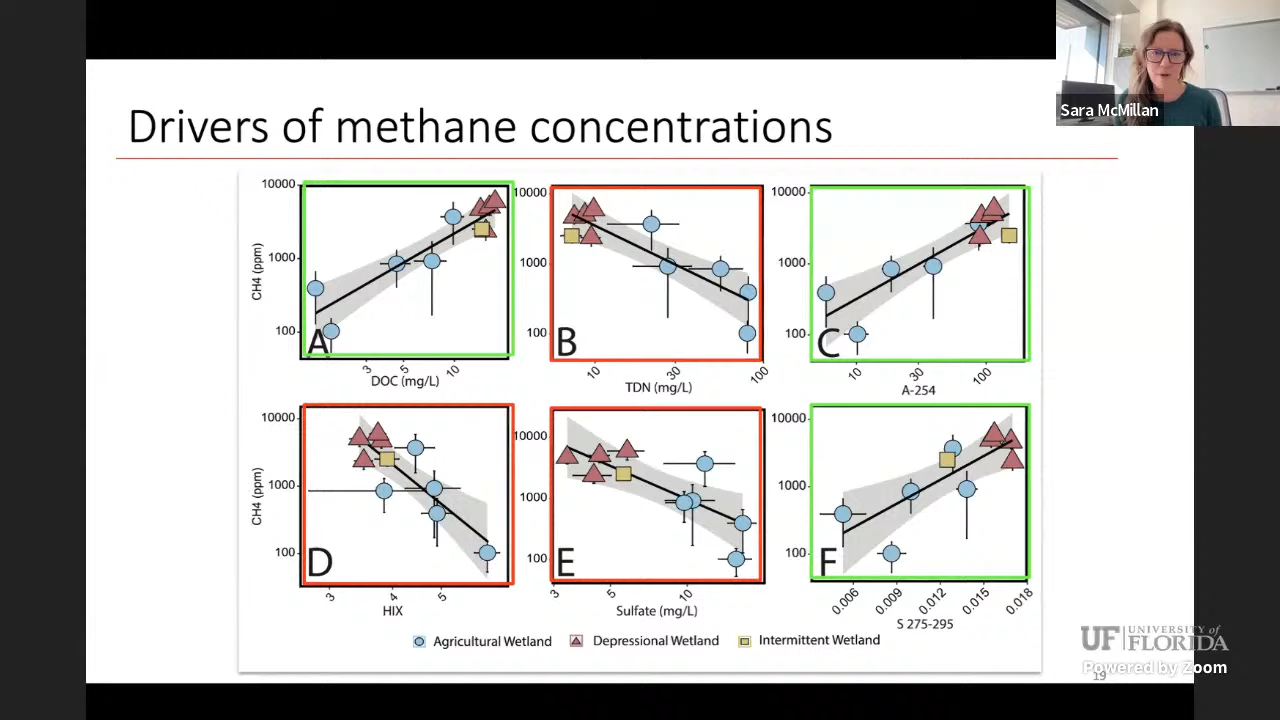 Sara McMillan
Drivers of methane concentrations
10000
1000
100
CH4 (ppm)
A
3
5
10
DOC (mg/L)
10000
1000
100
B
10
30
100
TDN (mg/L)
10000
1000
100
C
10
30
100
A-254
10000
1000
100
CH4 (ppm)
D
3
4
5
HIX
10000
1000
100
E
3
5
10
Sulfate (mg/L)
10000
1000
100
F
0.006
0.009
0.012
0.015
0.018
S 275-295
Agricultural Wetland
Depressional Wetland
Intermittent Wetland
UF UNIVERSITY of
FLORIDA
Powered by Zoom
19